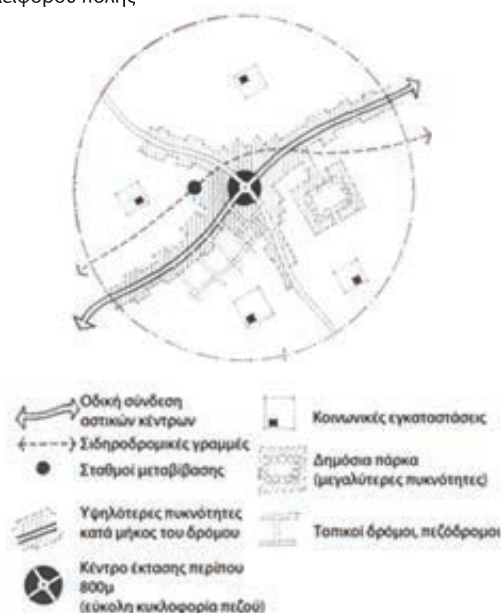 Οδική σύνδεση
αστικών κέντρων
Σιδηροδρομικές γραμμές
Σταθμοί μεταβίβασης
Υψηλότερες πυκνότητες
κατά μήκος του δρόμου
Κέντρο έκτασης περίπου
800μ
(εύκολη κυκλοφορία πεζού)
Κοινωνικές εγκαταστάσεις
Δημόσια πάρκα
(μεγαλύτερες πυκνότητες)
Τοπικοί δρόμοι, πεζόδρομοι